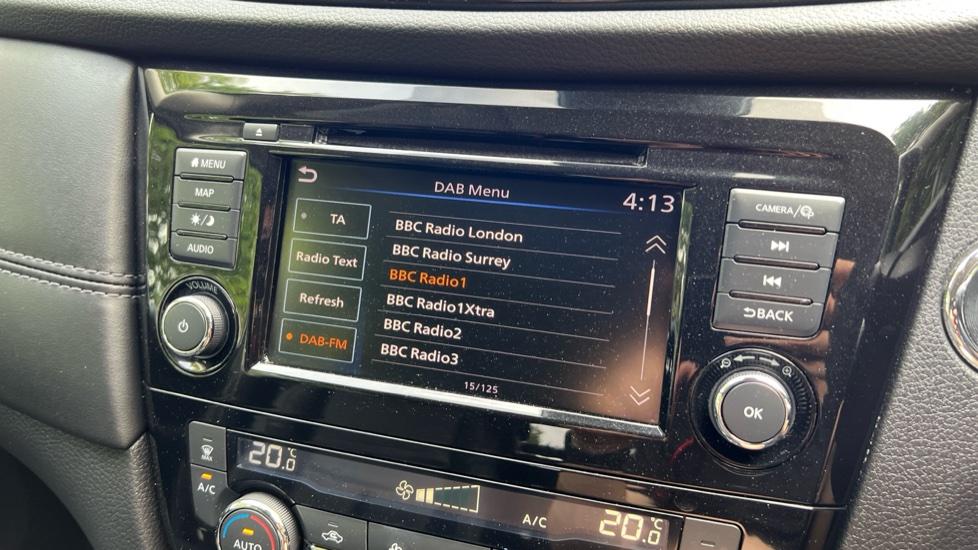 DAB Menu
4:13
TA
Radio Text
Refresh
DAB-FM
BBC Radio London
BBC Radio Surrey
BBC Radio1
BBC Radio1Xtra
BBC Radio2
BBC Radio3
15/125
MENU
MAP
AUDIO
VOLUME
CAMERA/
BACK
OK
MAX
A/C
20.0°C
A/C
20.0°C
AUTO